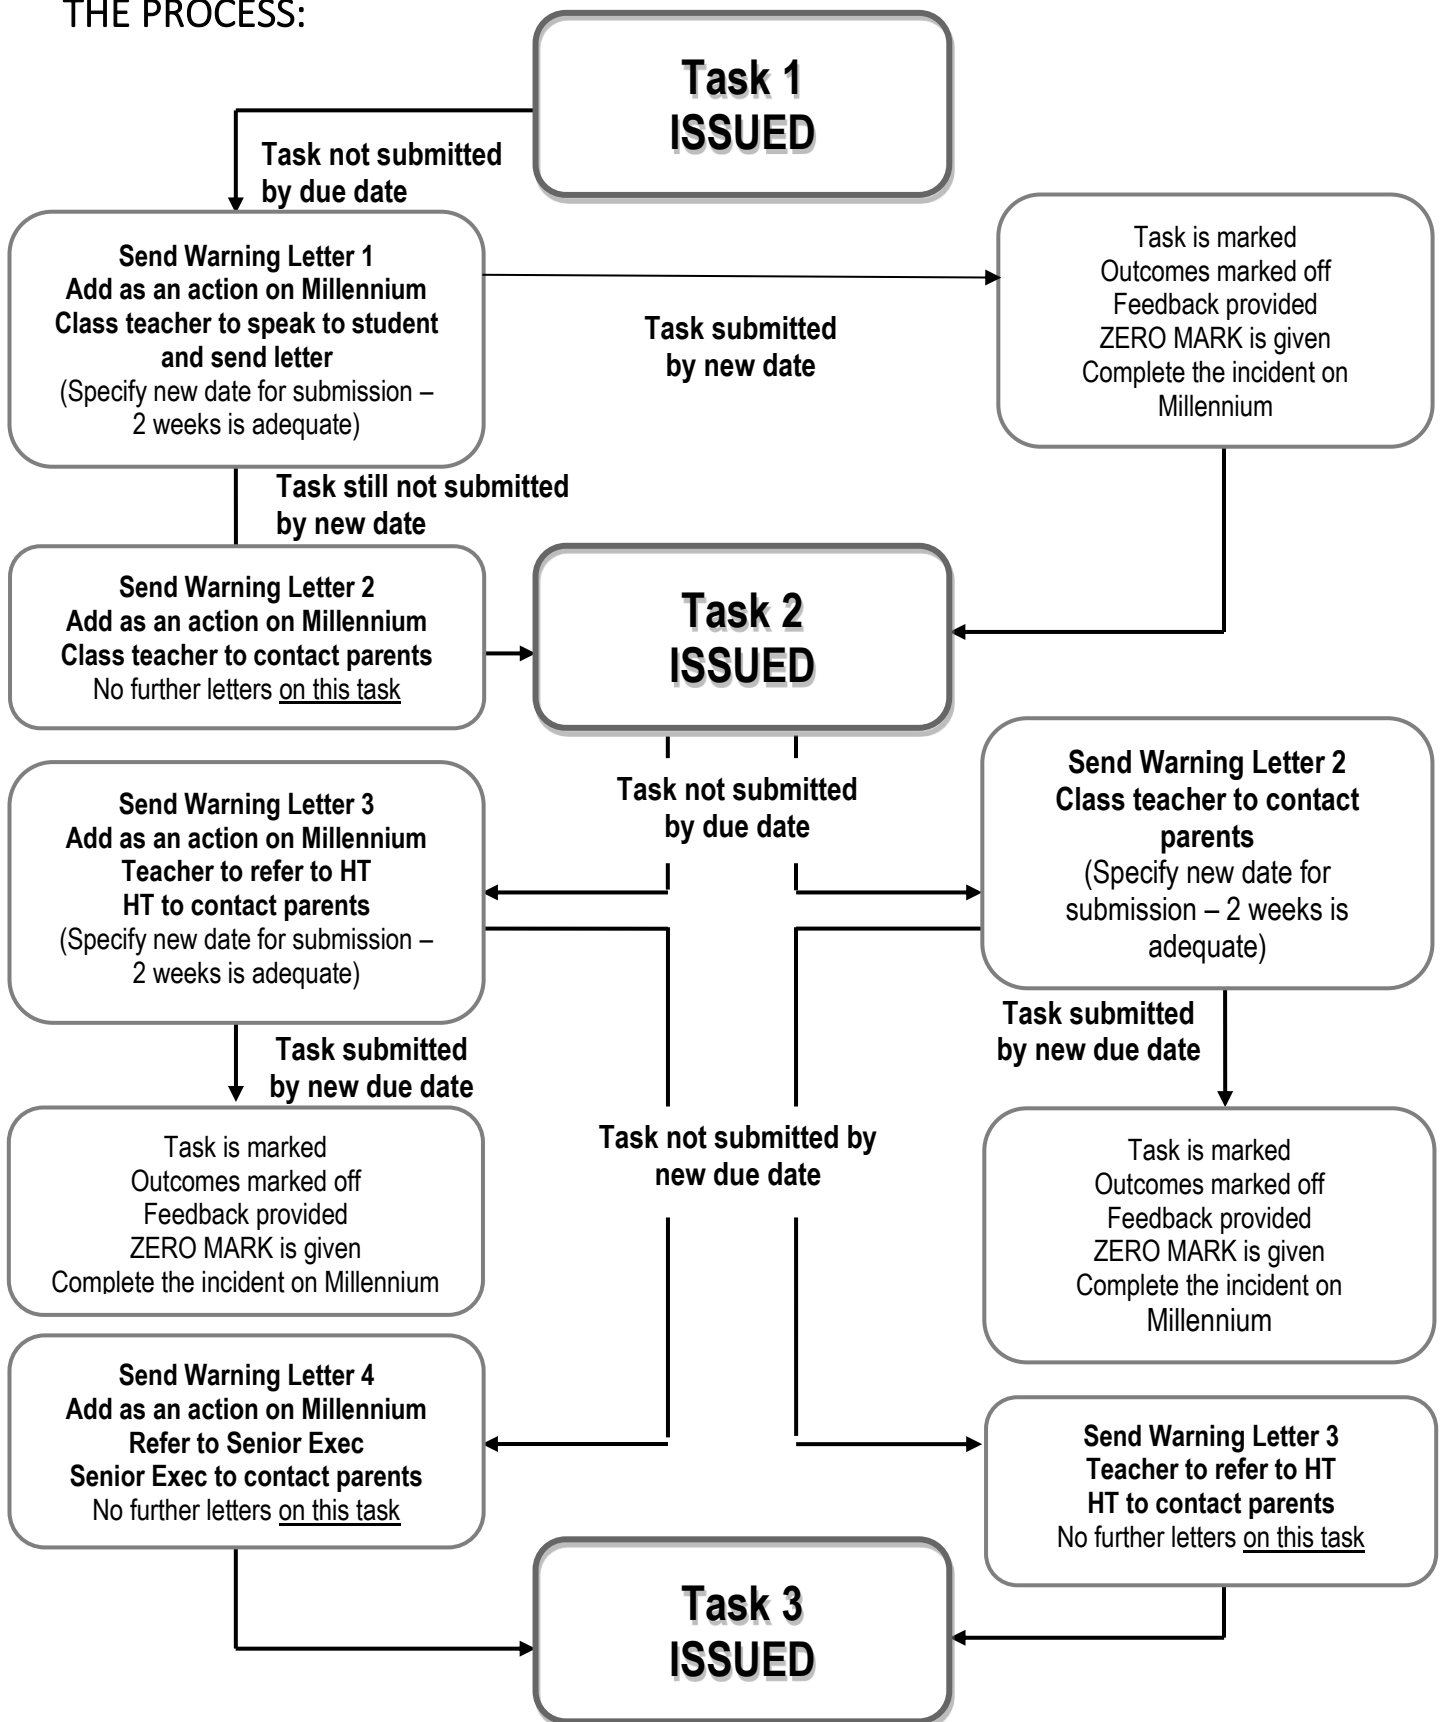 THE PROCESS:
Task 1
ISSUED
Task not submitted
by due date
Send Warning Letter 1
Add as an action on Millennium
Class teacher to speak to student
and send letter
(Specify new date for submission –
2 weeks is adequate)
Task submitted
by new date
Task is marked
Outcomes marked off
Feedback provided
ZERO MARK is given
Complete the incident on
Millennium
Task still not submitted
by new date
Send Warning Letter 2
Add as an action on Millennium
Class teacher to contact parents
No further letters on this task
Task 2
ISSUED
Task not submitted
by due date
Send Warning Letter 3
Add as an action on Millennium
Teacher to refer to HT
HT to contact parents
(Specify new date for submission –
2 weeks is adequate)
Send Warning Letter 2
Class teacher to contact
parents
(Specify new date for
submission – 2 weeks is
adequate)
Task submitted
by new due date
Task submitted
by new due date
Task is marked
Outcomes marked off
Feedback provided
ZERO MARK is given
Complete the incident on Millennium
Task not submitted by
new due date
Task is marked
Outcomes marked off
Feedback provided
ZERO MARK is given
Complete the incident on
Millennium
Send Warning Letter 4
Add as an action on Millennium
Refer to Senior Exec
Senior Exec to contact parents
No further letters on this task
Send Warning Letter 3
Teacher to refer to HT
HT to contact parents
No further letters on this task
Task 3
ISSUED